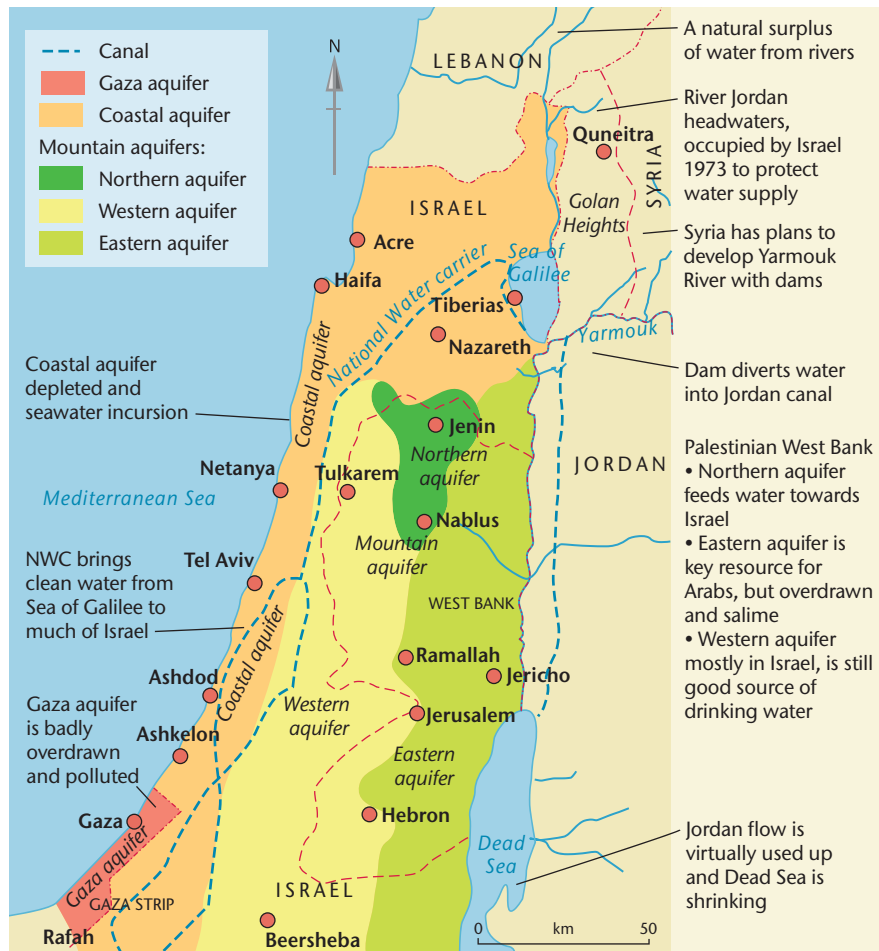 Canal
Gaza aquifer
Coastal aquifer
Mountain aquifers:
Northern aquifer
Western aquifer
Eastern aquifer
N
LEBANON
A natural surplus
of water from rivers
River Jordan
headwaters,
occupied by Israel
1973 to protect
water supply
Quneitra
SYRIA
Golan
Heights
ISRAEL
Acre
Sea of
Galilee
Syria has plans to
develop Yarmouk
River with dams
Haifa
National Water carrier
Tiberias
Yarmouk
Nazareth
Coastal aquifer
Coastal aquifer
depleted and
seawater incursion
Dam diverts water
into Jordan canal
Jenin
Northern
aquifer
JORDAN
Netanya
Tulkarem
Mediterranean Sea
Nablus
Mountain
aquifer
Palestinian West Bank
• Northern aquifer
feeds water towards
Israel
• Eastern aquifer is
key resource for
Arabs, but overdrawn
and salime
• Western aquifer
mostly in Israel, is still
good source of
drinking water
NWC brings
clean water from
Sea of Galilee to
much of Israel
Tel Aviv
WEST BANK
Coastal aquifer
Ramallah
Jericho
Ashdod
Western
aquifer
Jerusalem
Gaza aquifer
is badly
overdrawn
and polluted
Ashkelon
Eastern
aquifer
Gaza
Hebron
Gaza aquifer
Dead
Sea
Jordan flow is
virtually used up
and Dead Sea is
shrinking
GAZA STRIP
ISRAEL
Rafah
Beersheba
0 km 50